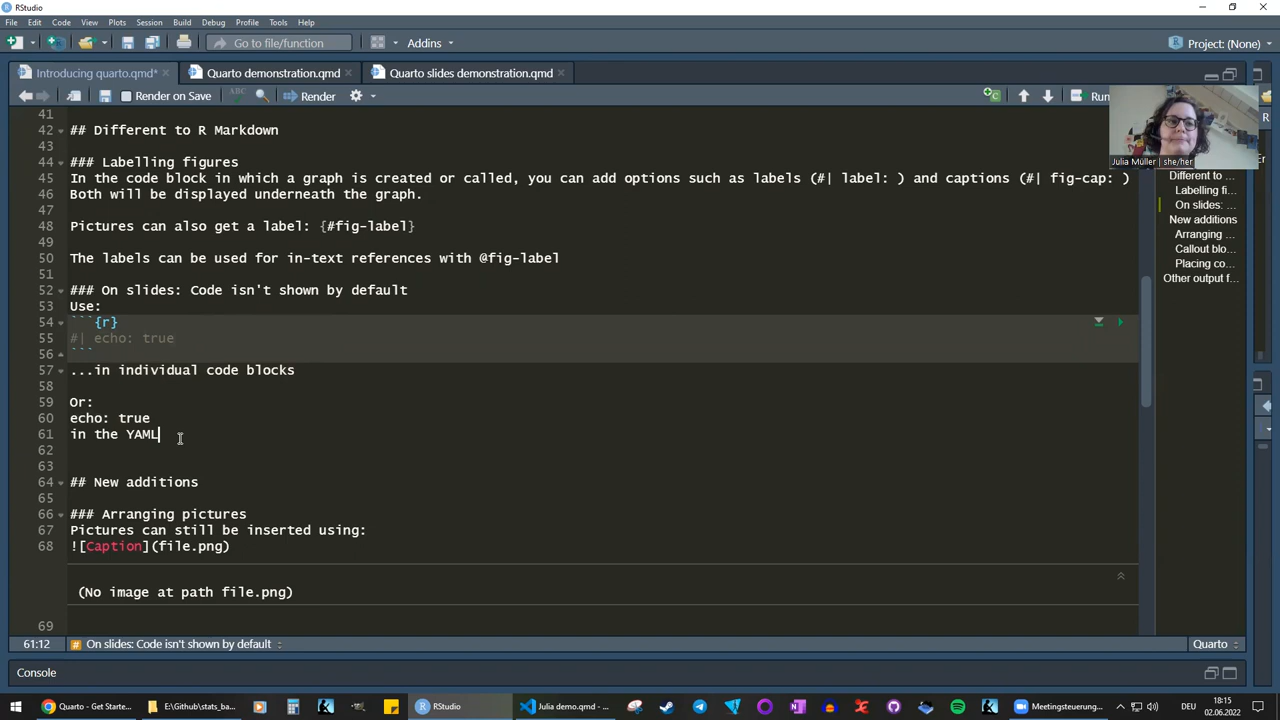 RStudio
File Edit Code View Plots Session Build Debug Profile Tools Help
Go to file/function Addins Project: (None)
Introducing quarto.qmd* Quarto demonstration.qmd Quarto slides demonstration.qmd
Render on Save ABC Render Run
Julia Müller | she/her
41
42 ## Different to R Markdown
43
44 ### Labelling figures
45 In the code block in which a graph is created or called, you can add options such as labels (#| label: ) and captions (#| fig-cap: )
46 Both will be displayed underneath the graph.
47
48 Pictures can also get a label: {#fig-label}
49
50 The labels can be used for in-text references with @fig-label
51
52 ### On slides: Code isn't shown by default
53 Use:
54 ```{r}
55 #| echo: true
56 ```
57 ...in individual code blocks
58
59 Or:
60 echo: true
61 in the YAML
62
63
64 ## New additions
65
66 ### Arranging pictures
67 Pictures can still be inserted using:
68 ![Caption](file.png)
(No image at path file.png)
69
Different to ...
Labelling fi...
On slides: ...
New additions
Arranging ...
Callout blo...
Placing co...
Other output f...
61:12 # On slides: Code isn't shown by default Quarto
Console
Quarto - Get Starte... E:\Github\stats_ba... RStudio Julia demo.qmd - ... Meetingsteuerung... DEU 18:15
02.06.2022